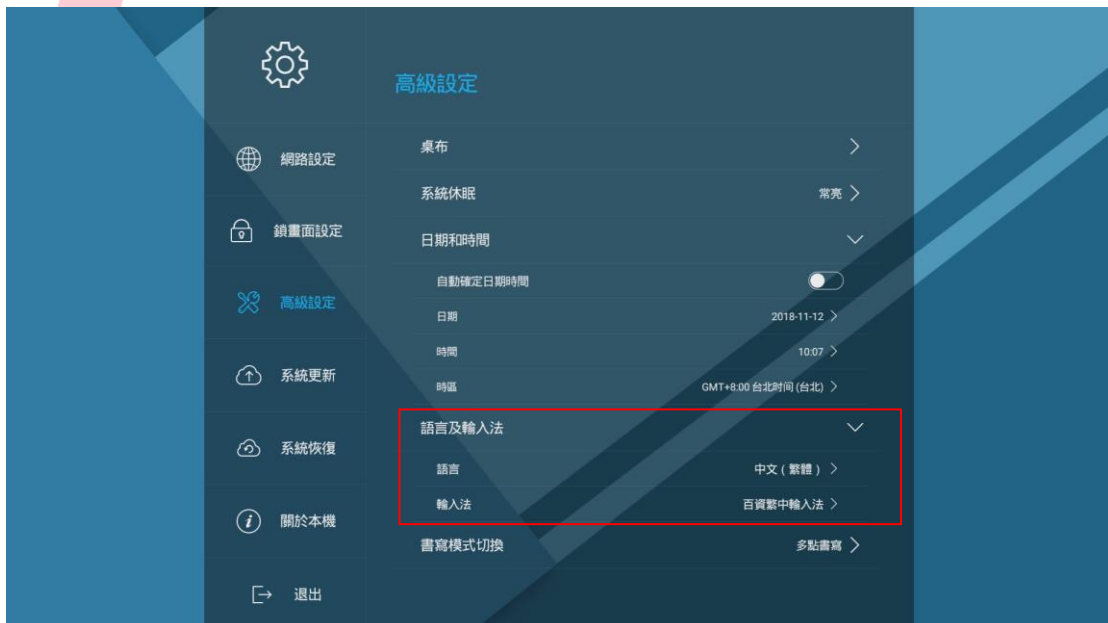 高級設定
網路設定
鎖畫面設定
高級設定
系統更新
系統恢復
關於本機
退出
桌布
系統休眠 常亮
日期和時間
自動確定日期時間
日期 2018-11-12
時間 10:07
時區 GMT+8:00 台北时间 (台北)
語言及輸入法
語言 中文 ( 繁體 )
輸入法 百資繁中輸入法
書寫模式切換 多點書寫